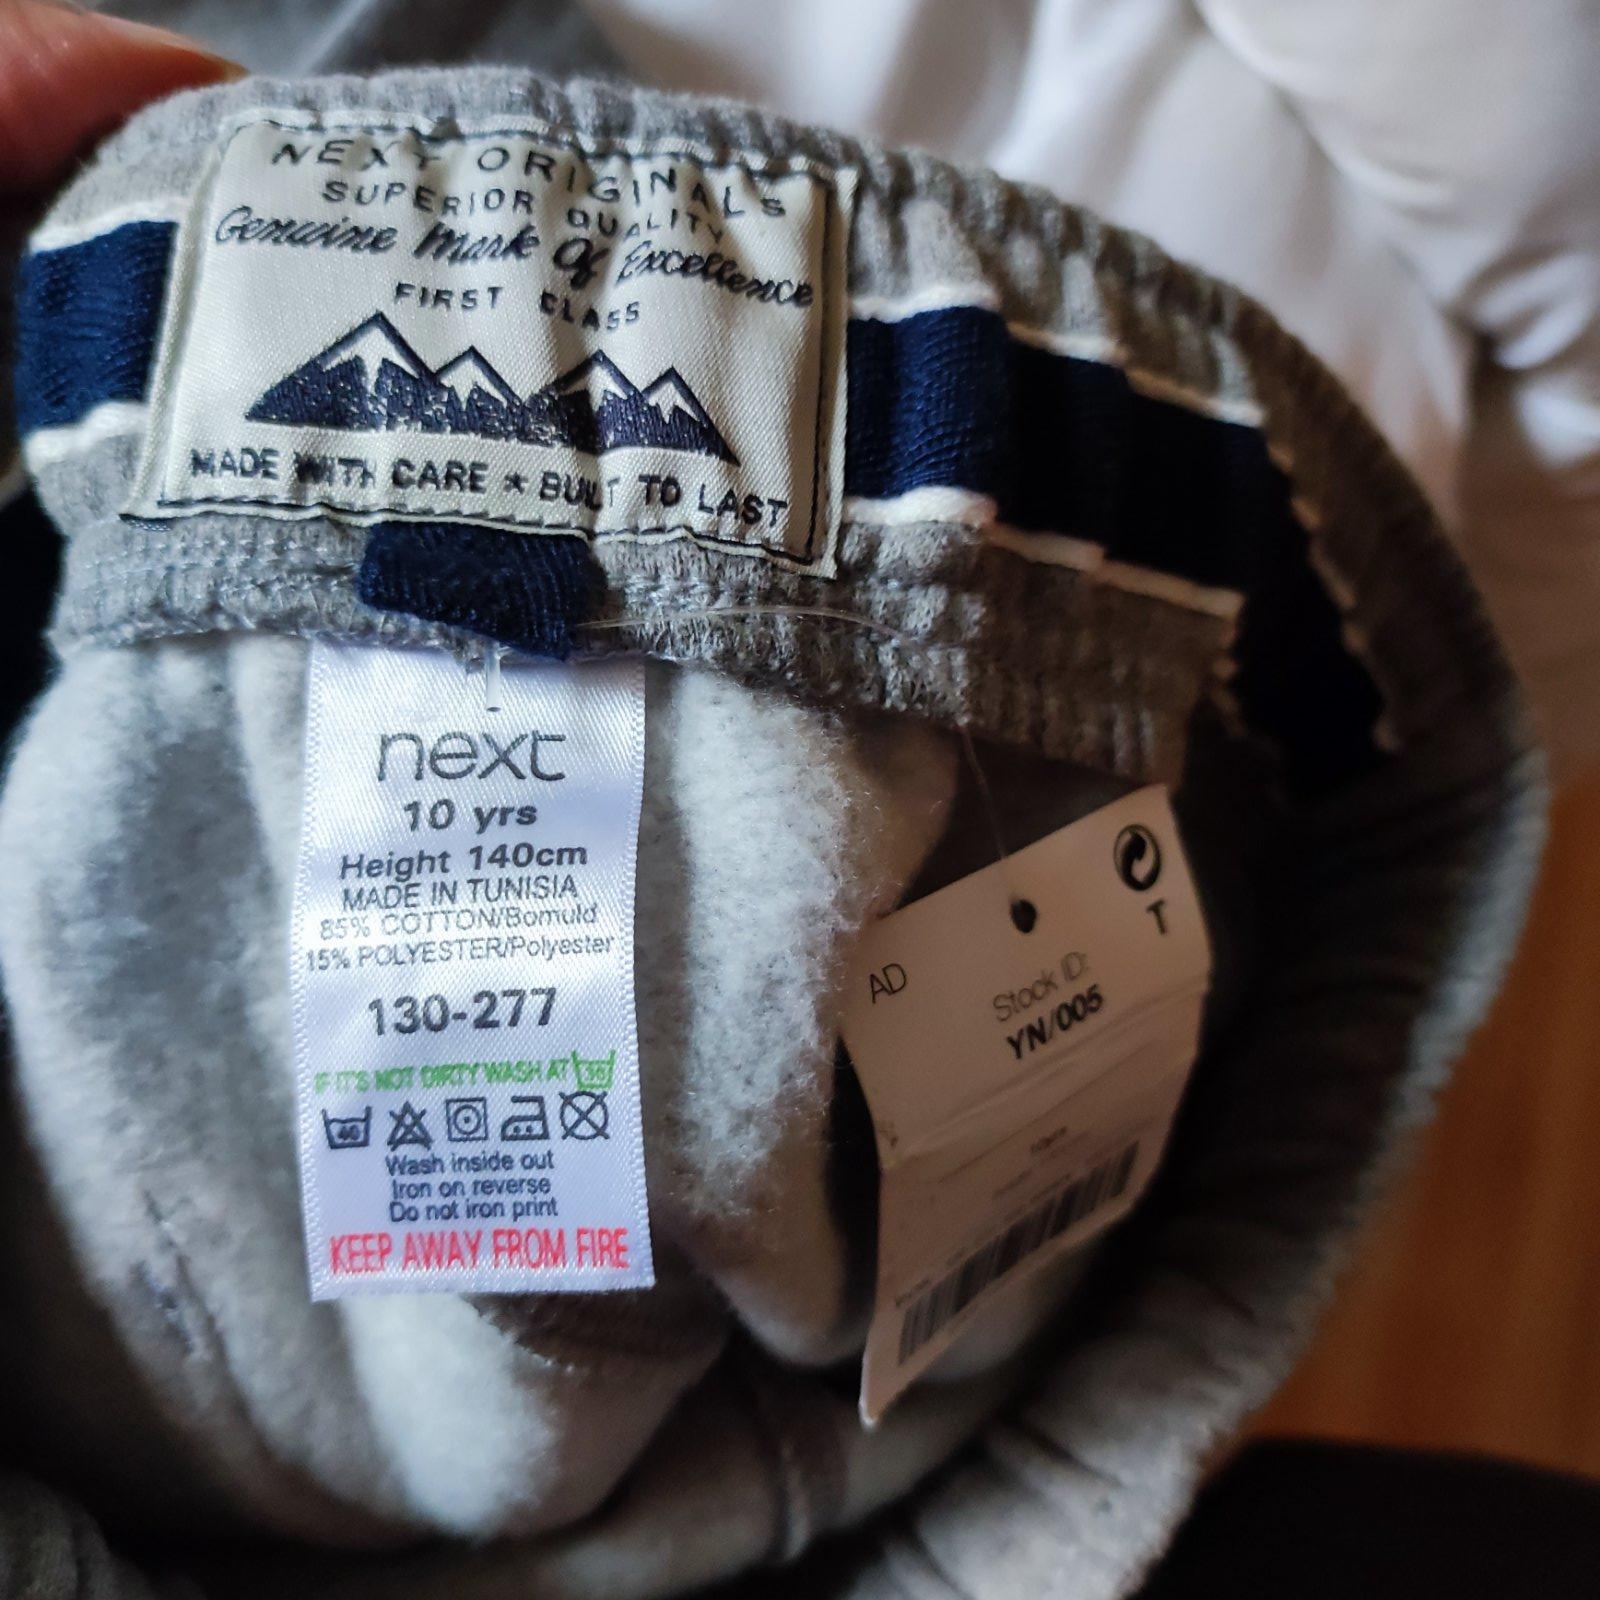 NEXT ORIGINALS
SUPERIOR QUALITY
Genuine Mark Of Excellence
FIRST CLASS
MADE WITH CARE * BUILT TO LAST
next
10 yrs
Height 140cm
MADE IN TUNISIA
85% COTTON/Bomuld
15% POLYESTER/Polyester
130-277
IF IT'S NOT DIRTY WASH AT 30
40
Wash inside out
Iron on reverse
Do not iron print
KEEP AWAY FROM FIRE
T
AD
Stock ID:
YN/005